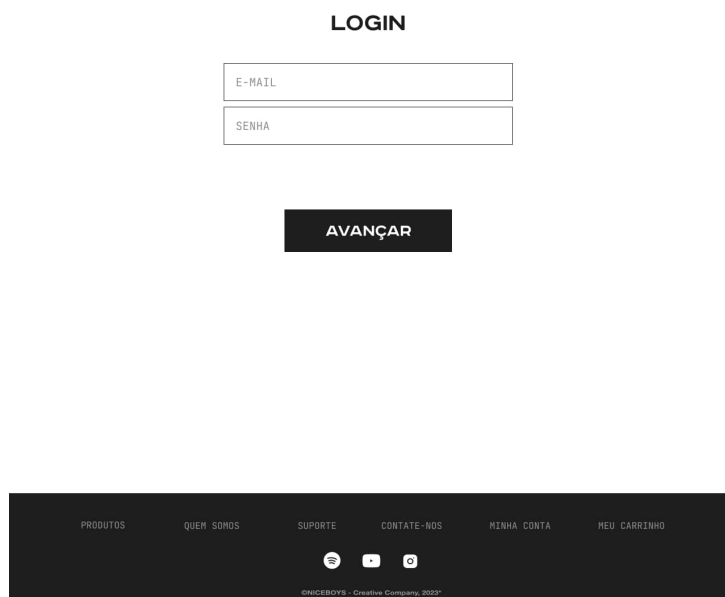 LOGIN
E-MAIL
SENHA
AVANÇAR
PRODUTOS QUEM SOMOS SUPORTE CONTATE-NOS MINHA CONTA MEU CARRINHO
©NICEBOYS - Creative Company, 2023°